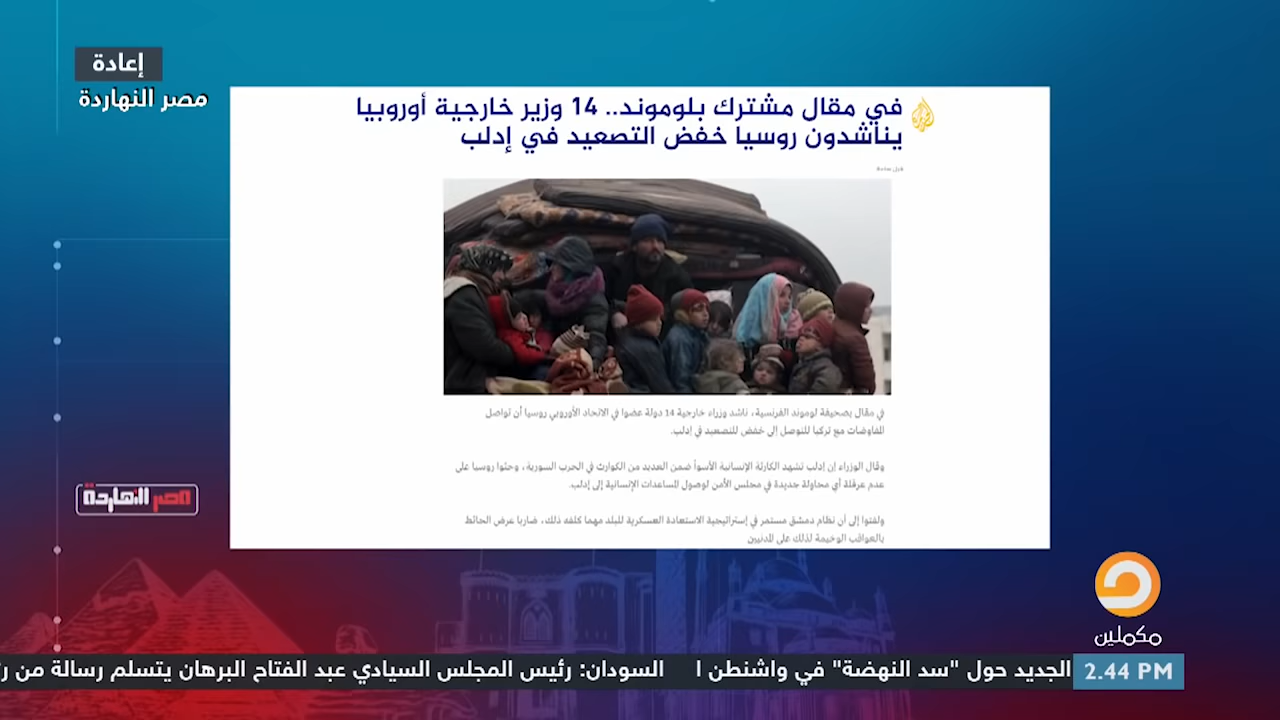 إعادة
مصر النهاردة
في مقال مشترك بلوموند.. 14 وزير خارجية أوروبيا
يناشدون روسيا خفض التصعيد في إدلب
قبل ساعة
في مقال بصحيفة لوموند الفرنسية، ناشد وزراء خارجية 14 دولة عضوا في الاتحاد الأوروبي روسيا أن تواصل
المفاوضات مع تركيا للتوصل إلى خفض للتصعيد في إدلب.
وقال الوزراء إن إدلب تشهد الكارثة الإنسانية الأسوأ ضمن العديد من الكوارث في الحرب السورية، وحثوا روسيا على
عدم عرقلة أي محاولة جديدة في مجلس الأمن لوصول المساعدات الإنسانية إلى إدلب.
ولفتوا إلى أن نظام دمشق مستمر في إستراتيجية الاستعادة العسكرية للبلد مهما كلفه ذلك، ضاربا عرض الحائط
بالعواقب الوخيمة لذلك على المدنيين
مصر النهاردة
مكملين
2.44 PM
الجديد حول "سد النهضة" في واشنطن ا
السودان: رئيس المجلس السيادي عبد الفتاح البرهان يتسلم رسالة من